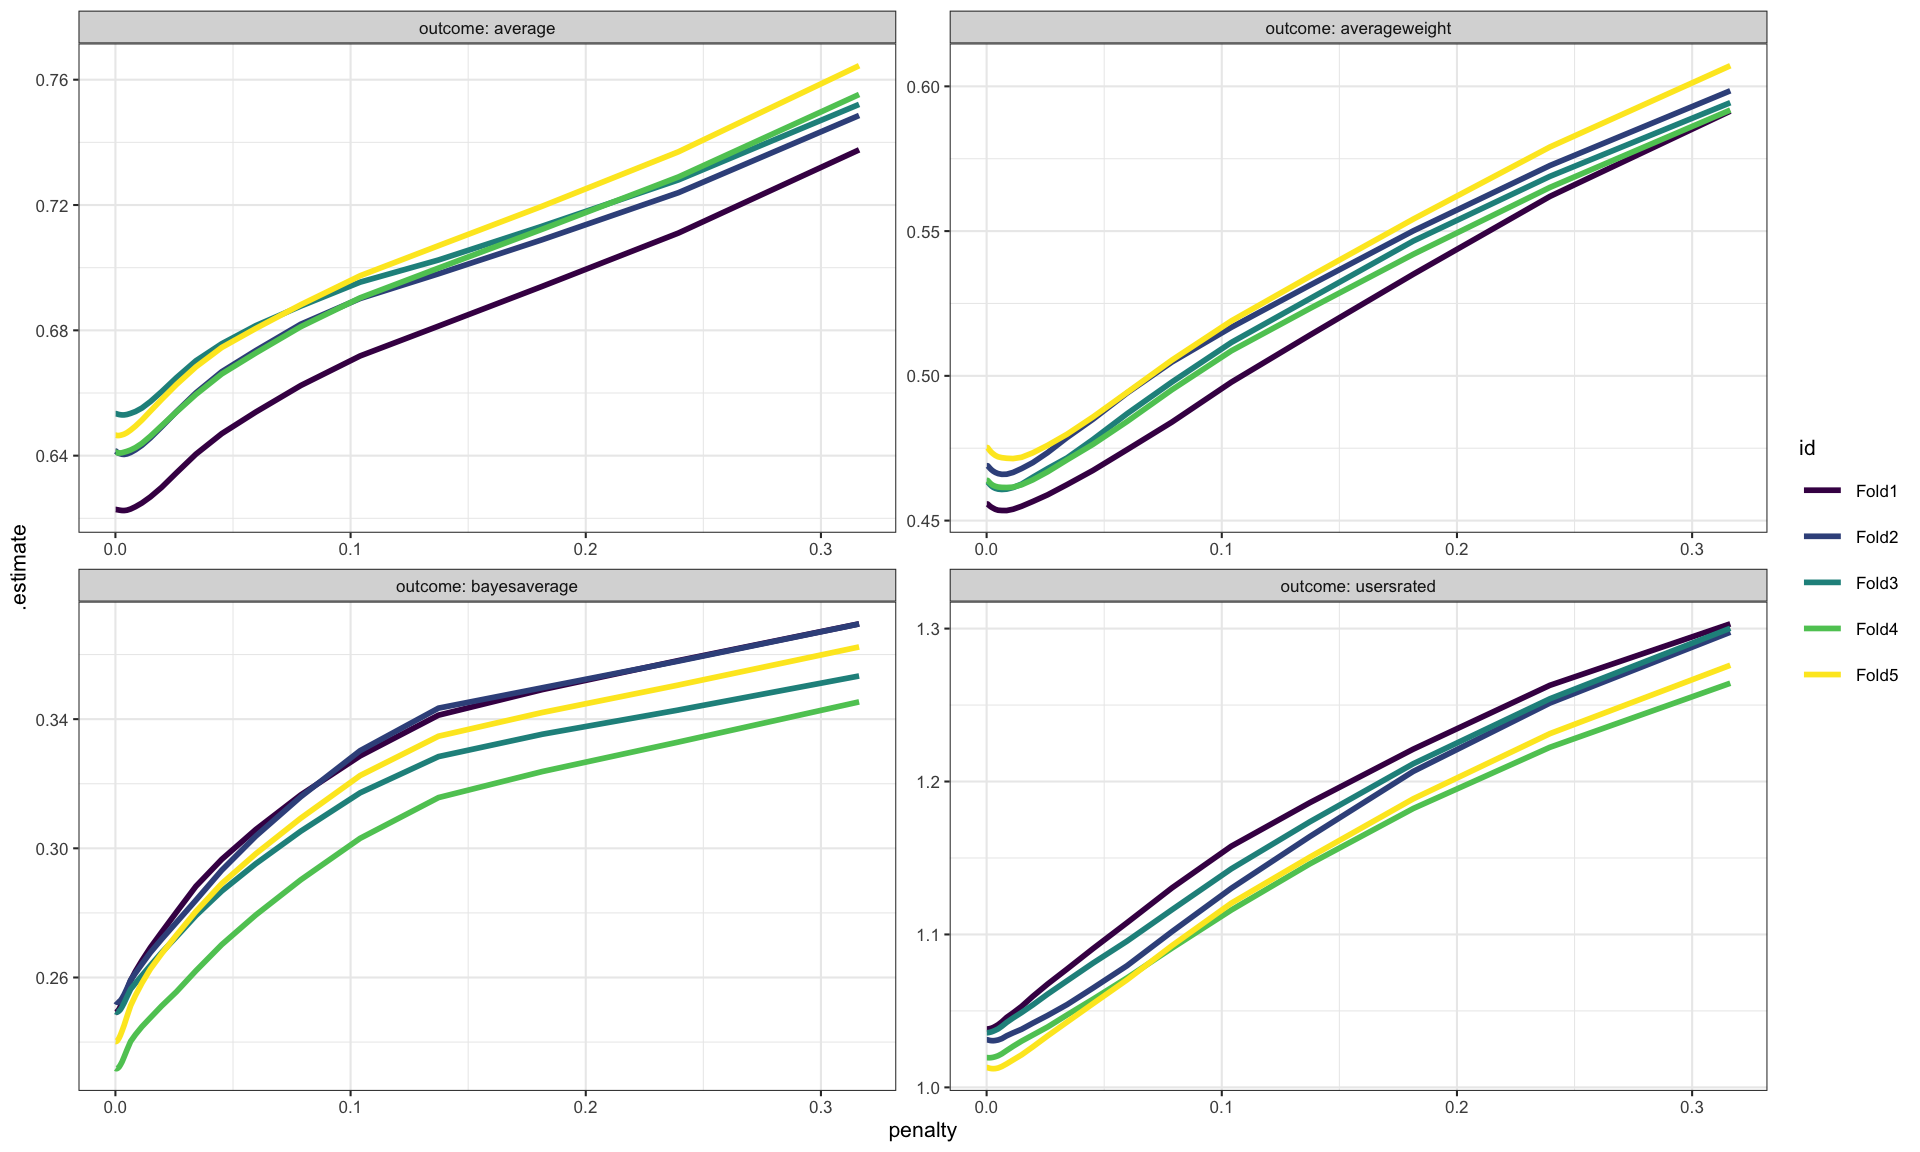 outcome: average
outcome: averageweight
0.76
0.72
0.68
0.64
0.60
0.55
0.50
0.45
0.0 0.1 0.2 0.3
0.0 0.1 0.2 0.3
outcome: bayesaverage
outcome: usersrated
0.34
0.30
0.26
1.3
1.2
1.1
1.0
0.0 0.1 0.2 0.3
0.0 0.1 0.2 0.3
.estimate
penalty
id
Fold1
Fold2
Fold3
Fold4
Fold5